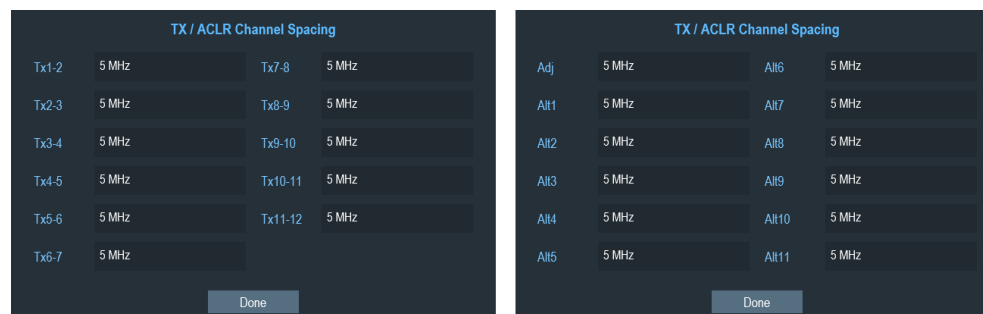 TX / ACLR Channel Spacing
Tx1-2 5 MHz Tx7-8 5 MHz
Tx2-3 5 MHz Tx8-9 5 MHz
Tx3-4 5 MHz Tx9-10 5 MHz
Tx4-5 5 MHz Tx10-11 5 MHz
Tx5-6 5 MHz Tx11-12 5 MHz
Tx6-7 5 MHz
Done
TX / ACLR Channel Spacing
Adj 5 MHz Alt6 5 MHz
Alt1 5 MHz Alt7 5 MHz
Alt2 5 MHz Alt8 5 MHz
Alt3 5 MHz Alt9 5 MHz
Alt4 5 MHz Alt10 5 MHz
Alt5 5 MHz Alt11 5 MHz
Done